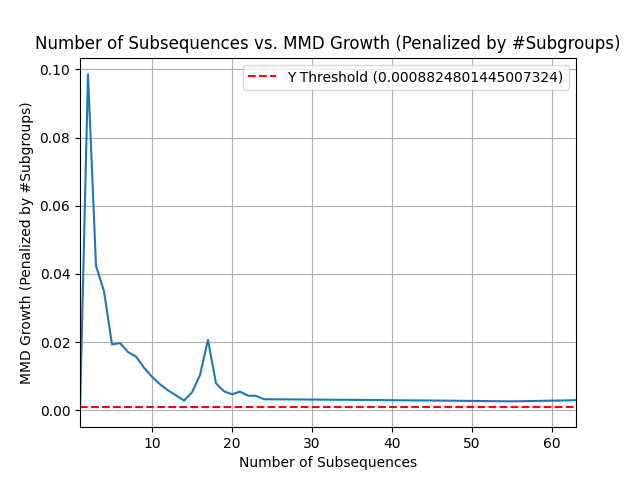 Number of Subsequences vs. MMD Growth (Penalized by #Subgroups)
Y Threshold (0.0008824801445007324)
MMD Growth (Penalized by #Subgroups)
0.10
0.08
0.06
0.04
0.02
0.00
10 20 30 40 50 60
Number of Subsequences